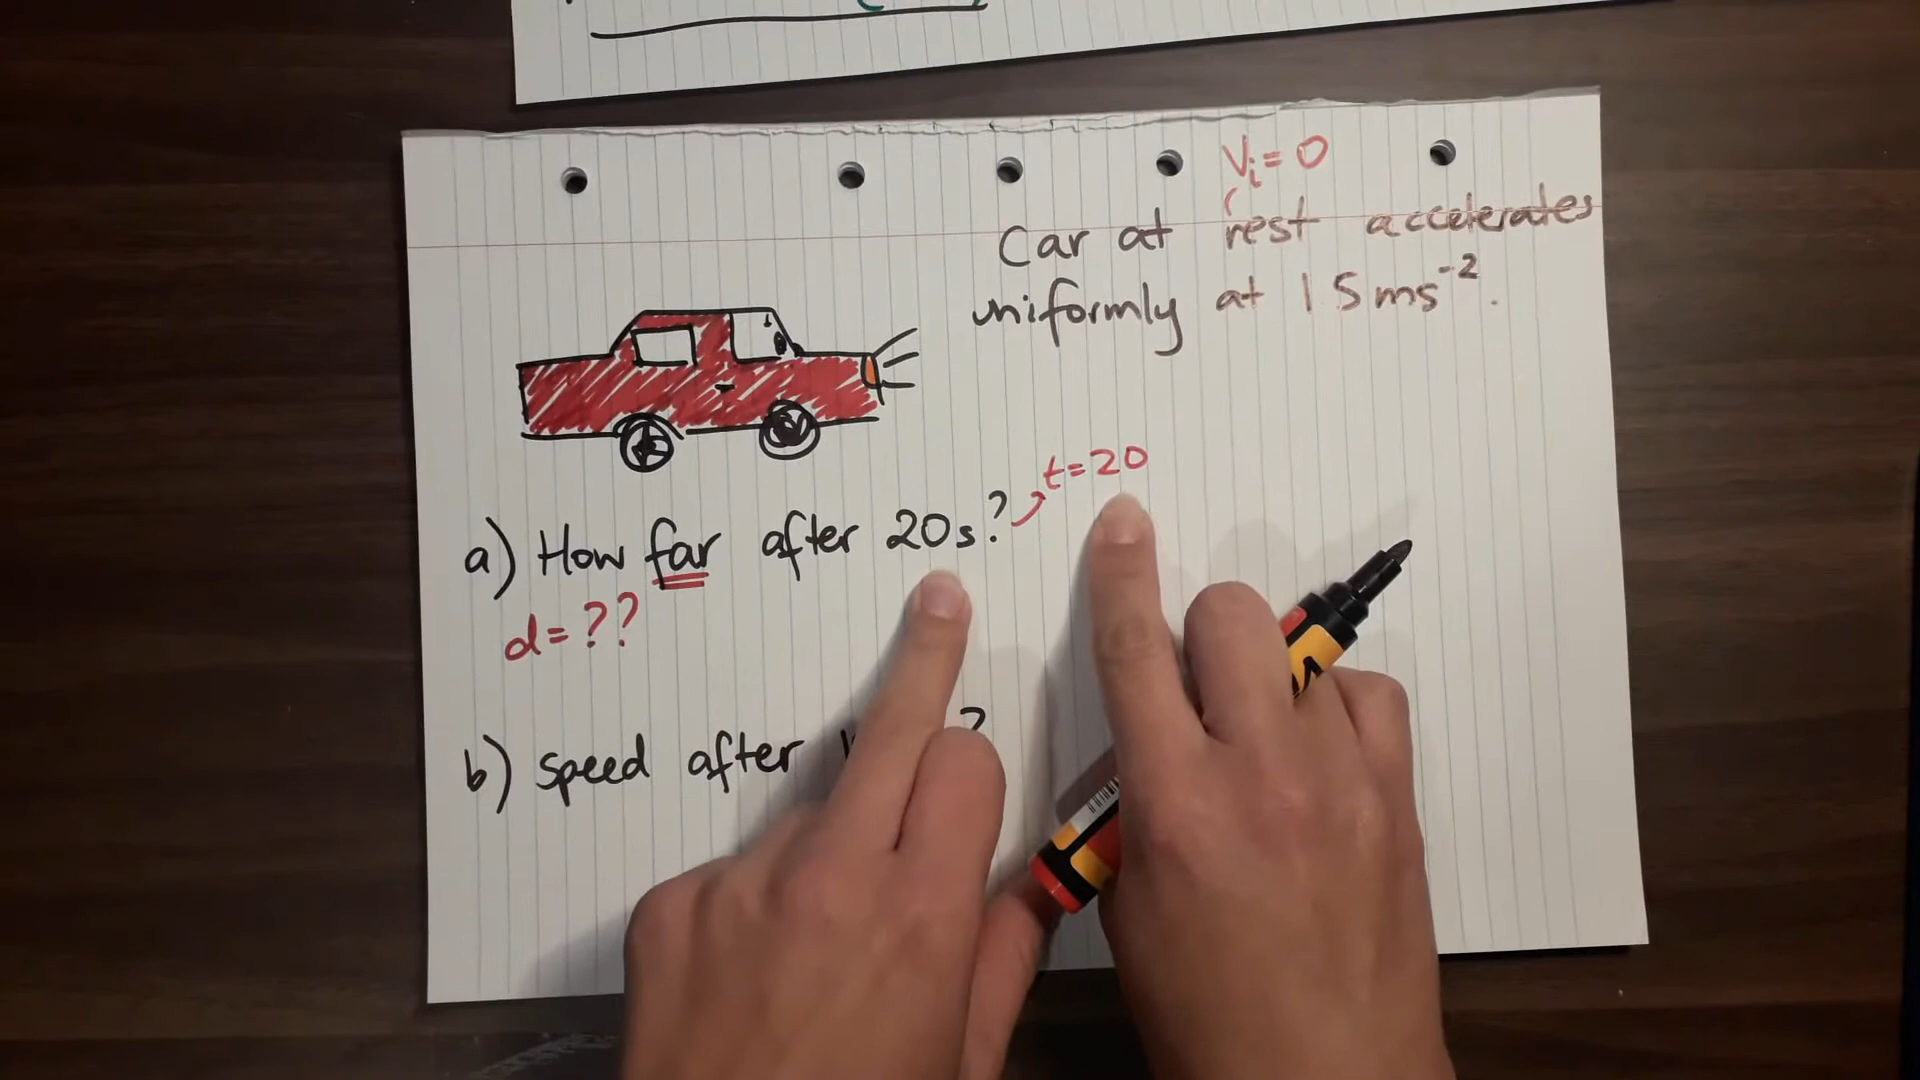 Vi = 0
Car at rest accelerates
uniformly at 1.5 ms⁻².
t = 20
a) How far after 20s?
d = ??
b) speed after ?